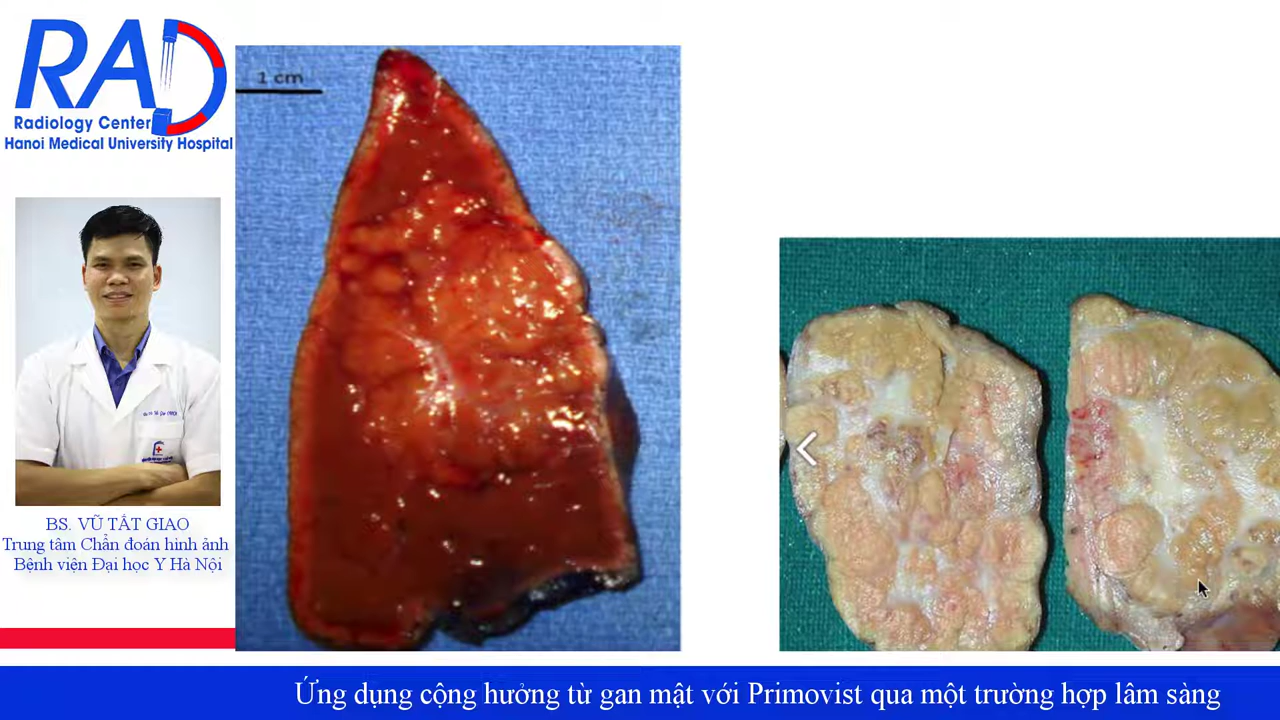 RAD
Radiology Center
Hanoi Medical University Hospital
1 cm
BS. VŨ TẤT GIAO
Trung tâm Chẩn đoán hình ảnh
Bệnh viện Đại học Y Hà Nội
Ứng dụng cộng hưởng từ gan mật với Primovist qua một trường hợp lâm sàng